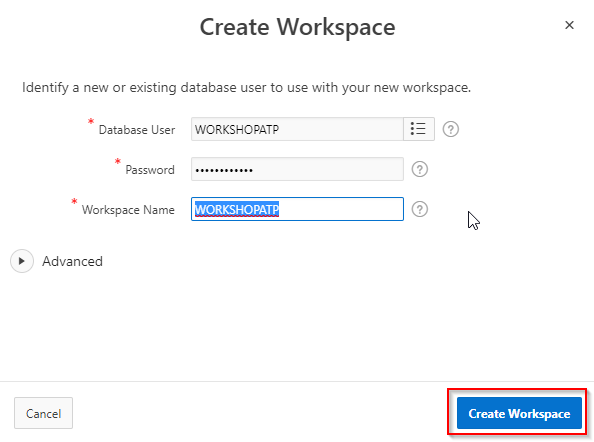 Create Workspace
Identify a new or existing database user to use with your new workspace.
* Database User WORKSHOPATP
* Password ••••••••••••
* Workspace Name WORKSHOPATP
Advanced
Cancel Create Workspace